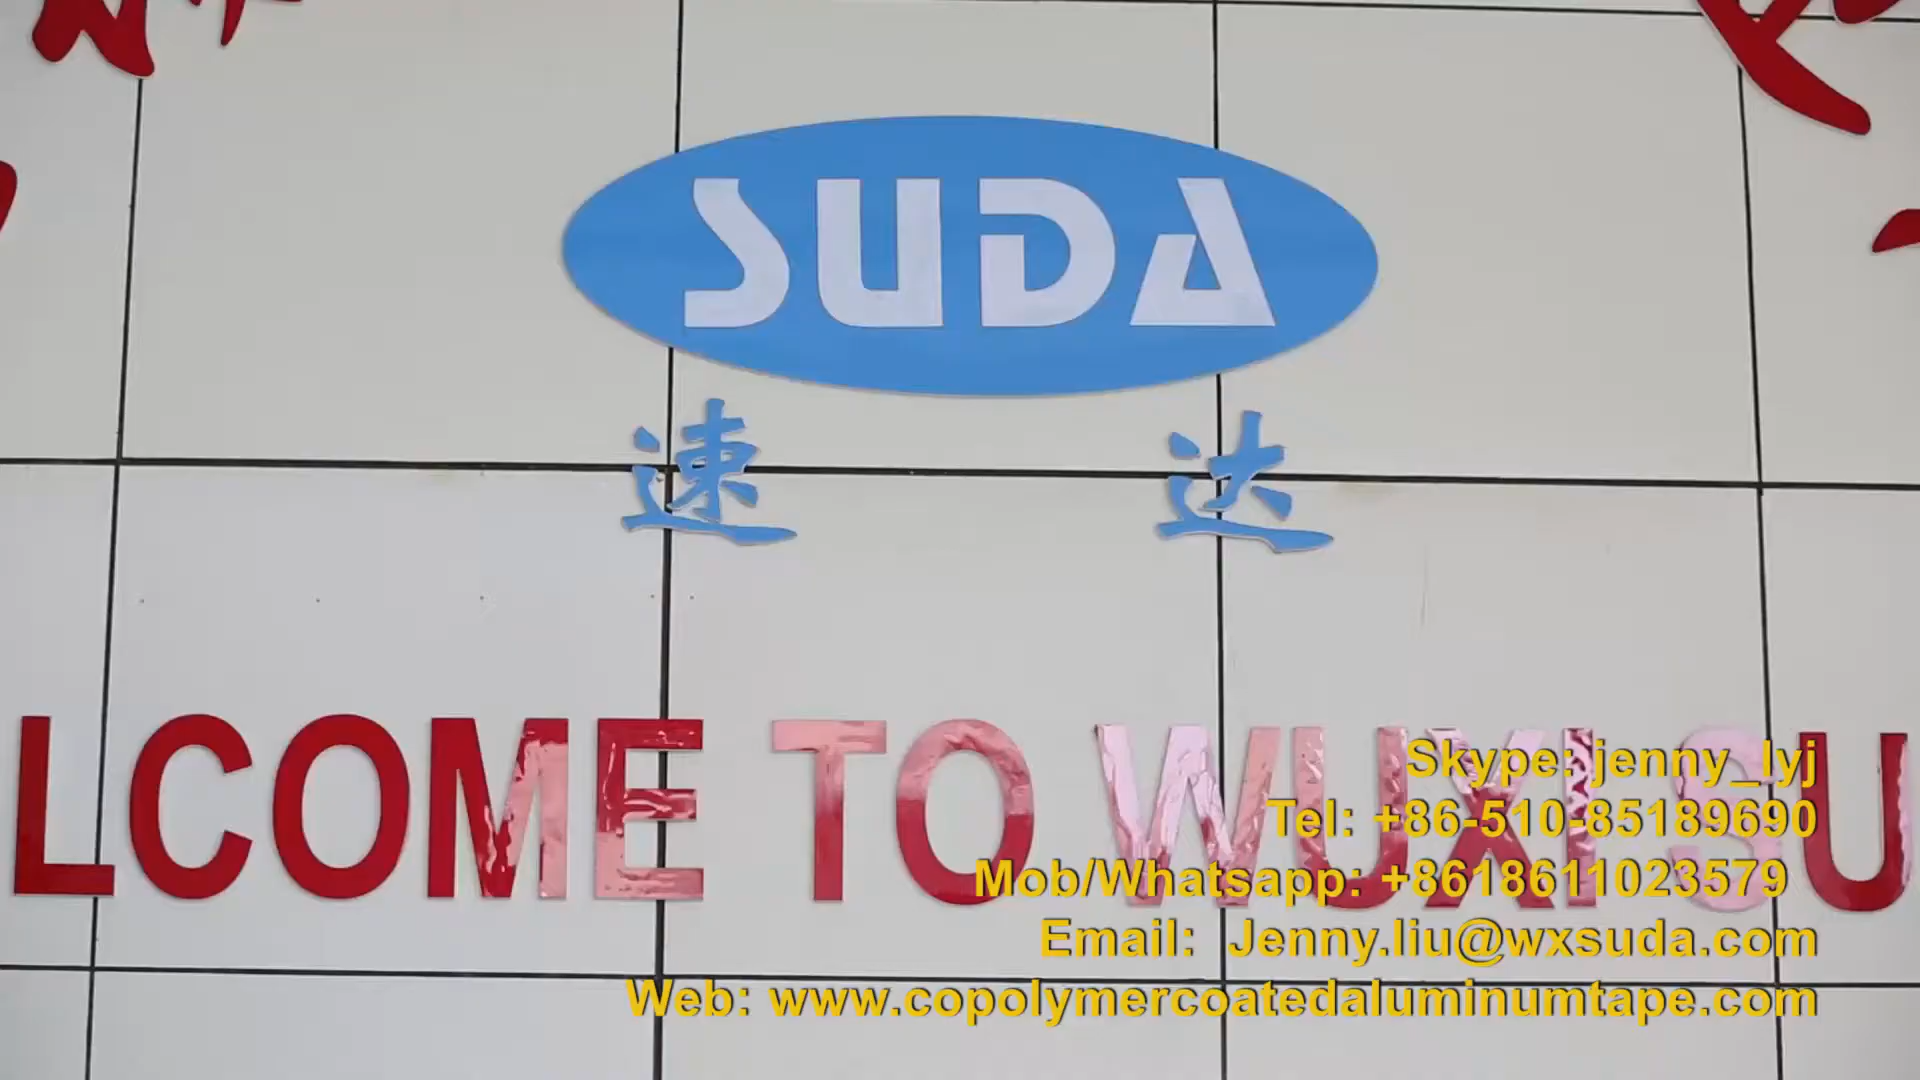 SUDA
速达
LCOME TO WUXI SU
Skype: jenny_lyj
Tel: +86-510-85189690
Mob/Whatsapp: +8618611023579
Email: Jenny.liu@wxsuda.com
Web: www.copolymercoatedaluminumtape.com